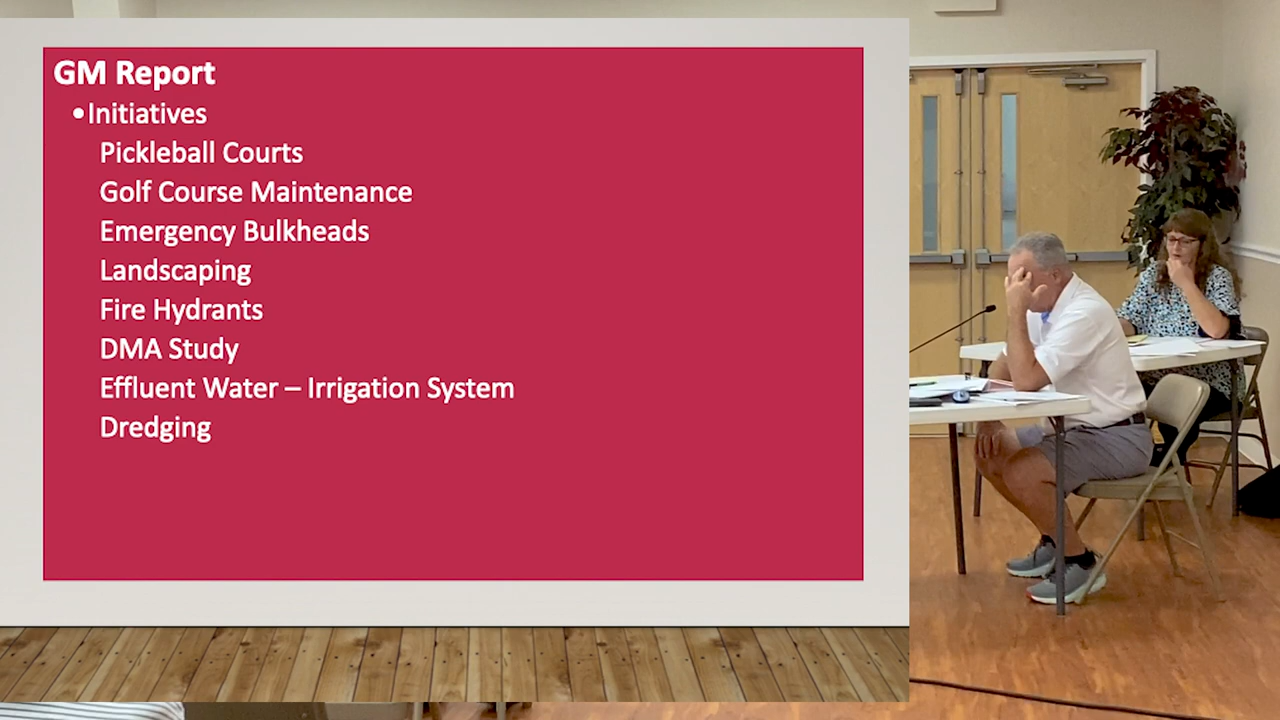 GM Report
•Initiatives
Pickleball Courts
Golf Course Maintenance
Emergency Bulkheads
Landscaping
Fire Hydrants
DMA Study
Effluent Water – Irrigation System
Dredging